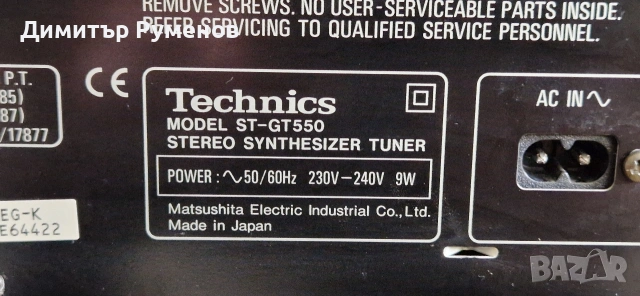 Димитър Руменов
REMOVE SCREWS. NO USER-SERVICEABLE PARTS INSIDE.
REFER SERVICING TO QUALIFIED SERVICE PERSONNEL.
P.T.
85)
87)
/17877
CE
Technics
MODEL ST-GT550
STEREO SYNTHESIZER TUNER
POWER: ∿50/60Hz 230V-240V 9W
Matsushita Electric Industrial Co., Ltd.
Made in Japan
AC IN ∿
EG-K
E64422
BAZAR